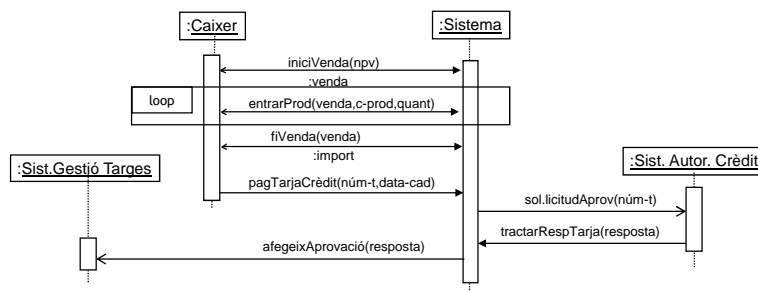 :Caixer
:Sistema
iniciVenda(npv)
:venda
loop
entrarProd(venda,c-prod,quant)
fiVenda(venda)
:import
:Sist.Gestió Targes
:Sist. Autor. Crèdit
pagTarjaCrèdit(núm-t,data-cad)
sol.licitudAprov(núm-t)
tractarRespTarja(resposta)
afegeixAprovació(resposta)